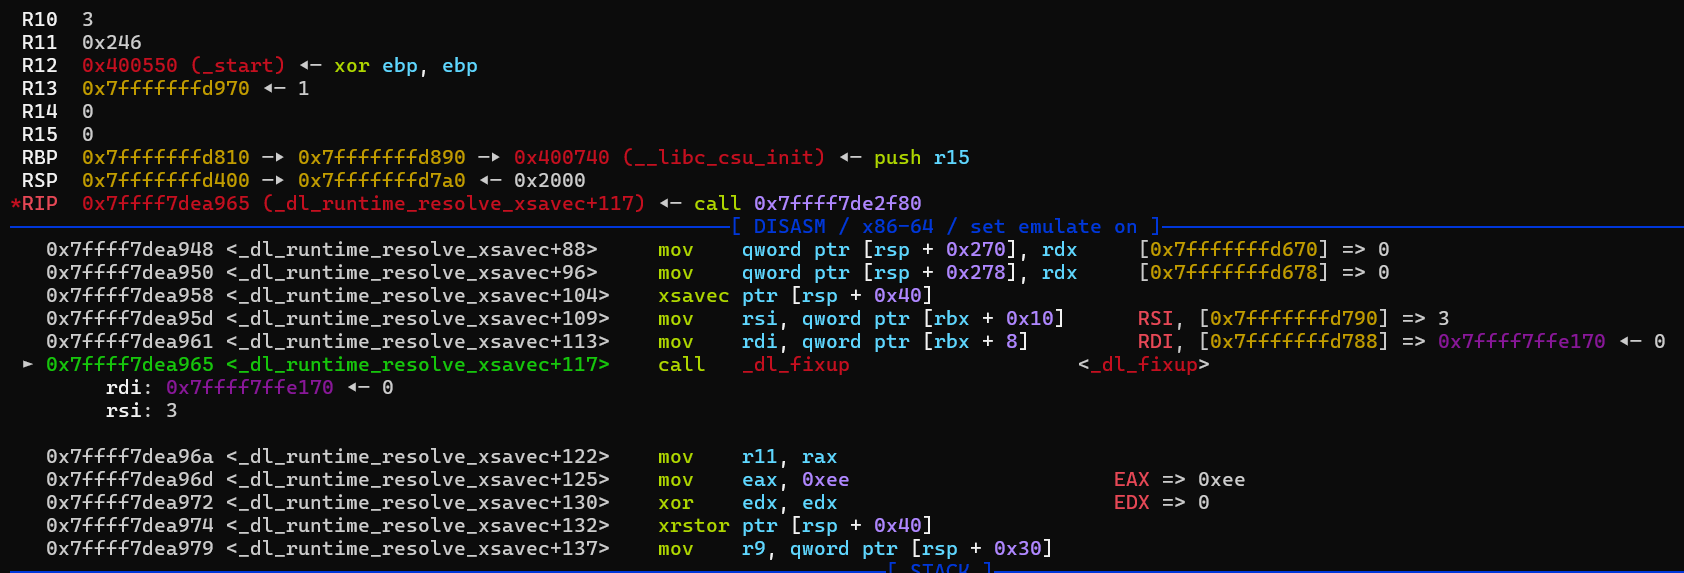 R10  3
R11  0x246
R12  0x400550 (_start) ◂— xor ebp, ebp
R13  0x7fffffffd970 ◂— 1
R14  0
R15  0
RBP  0x7fffffffd810 —▸ 0x7fffffffd890 —▸ 0x400740 (__libc_csu_init) ◂— push r15
RSP  0x7fffffffd400 —▸ 0x7fffffffd7a0 ◂— 0x2000
*RIP  0x7ffff7dea965 (_dl_runtime_resolve_xsavec+117) ◂— call 0x7ffff7de2f80
[ DISASM / x86-64 / set emulate on ]
0x7ffff7dea948 <_dl_runtime_resolve_xsavec+88>     mov    qword ptr [rsp + 0x270], rdx     [0x7fffffffd670] => 0
0x7ffff7dea950 <_dl_runtime_resolve_xsavec+96>     mov    qword ptr [rsp + 0x278], rdx     [0x7fffffffd678] => 0
0x7ffff7dea958 <_dl_runtime_resolve_xsavec+104>    xsavec ptr [rsp + 0x40]
0x7ffff7dea95d <_dl_runtime_resolve_xsavec+109>    mov    rsi, qword ptr [rbx + 0x10]      RSI, [0x7fffffffd790] => 3
0x7ffff7dea961 <_dl_runtime_resolve_xsavec+113>    mov    rdi, qword ptr [rbx + 8]         RDI, [0x7fffffffd788] => 0x7ffff7ffe170 ◂— 0
► 0x7ffff7dea965 <_dl_runtime_resolve_xsavec+117>    call   _dl_fixup                   <_dl_fixup>
rdi: 0x7ffff7ffe170 ◂— 0
rsi: 3
0x7ffff7dea96a <_dl_runtime_resolve_xsavec+122>    mov    r11, rax
0x7ffff7dea96d <_dl_runtime_resolve_xsavec+125>    mov    eax, 0xee                      EAX => 0xee
0x7ffff7dea972 <_dl_runtime_resolve_xsavec+130>    xor    edx, edx                       EDX => 0
0x7ffff7dea974 <_dl_runtime_resolve_xsavec+132>    xrstor ptr [rsp + 0x40]
0x7ffff7dea979 <_dl_runtime_resolve_xsavec+137>    mov    r9, qword ptr [rsp + 0x30]
[ STACK ]